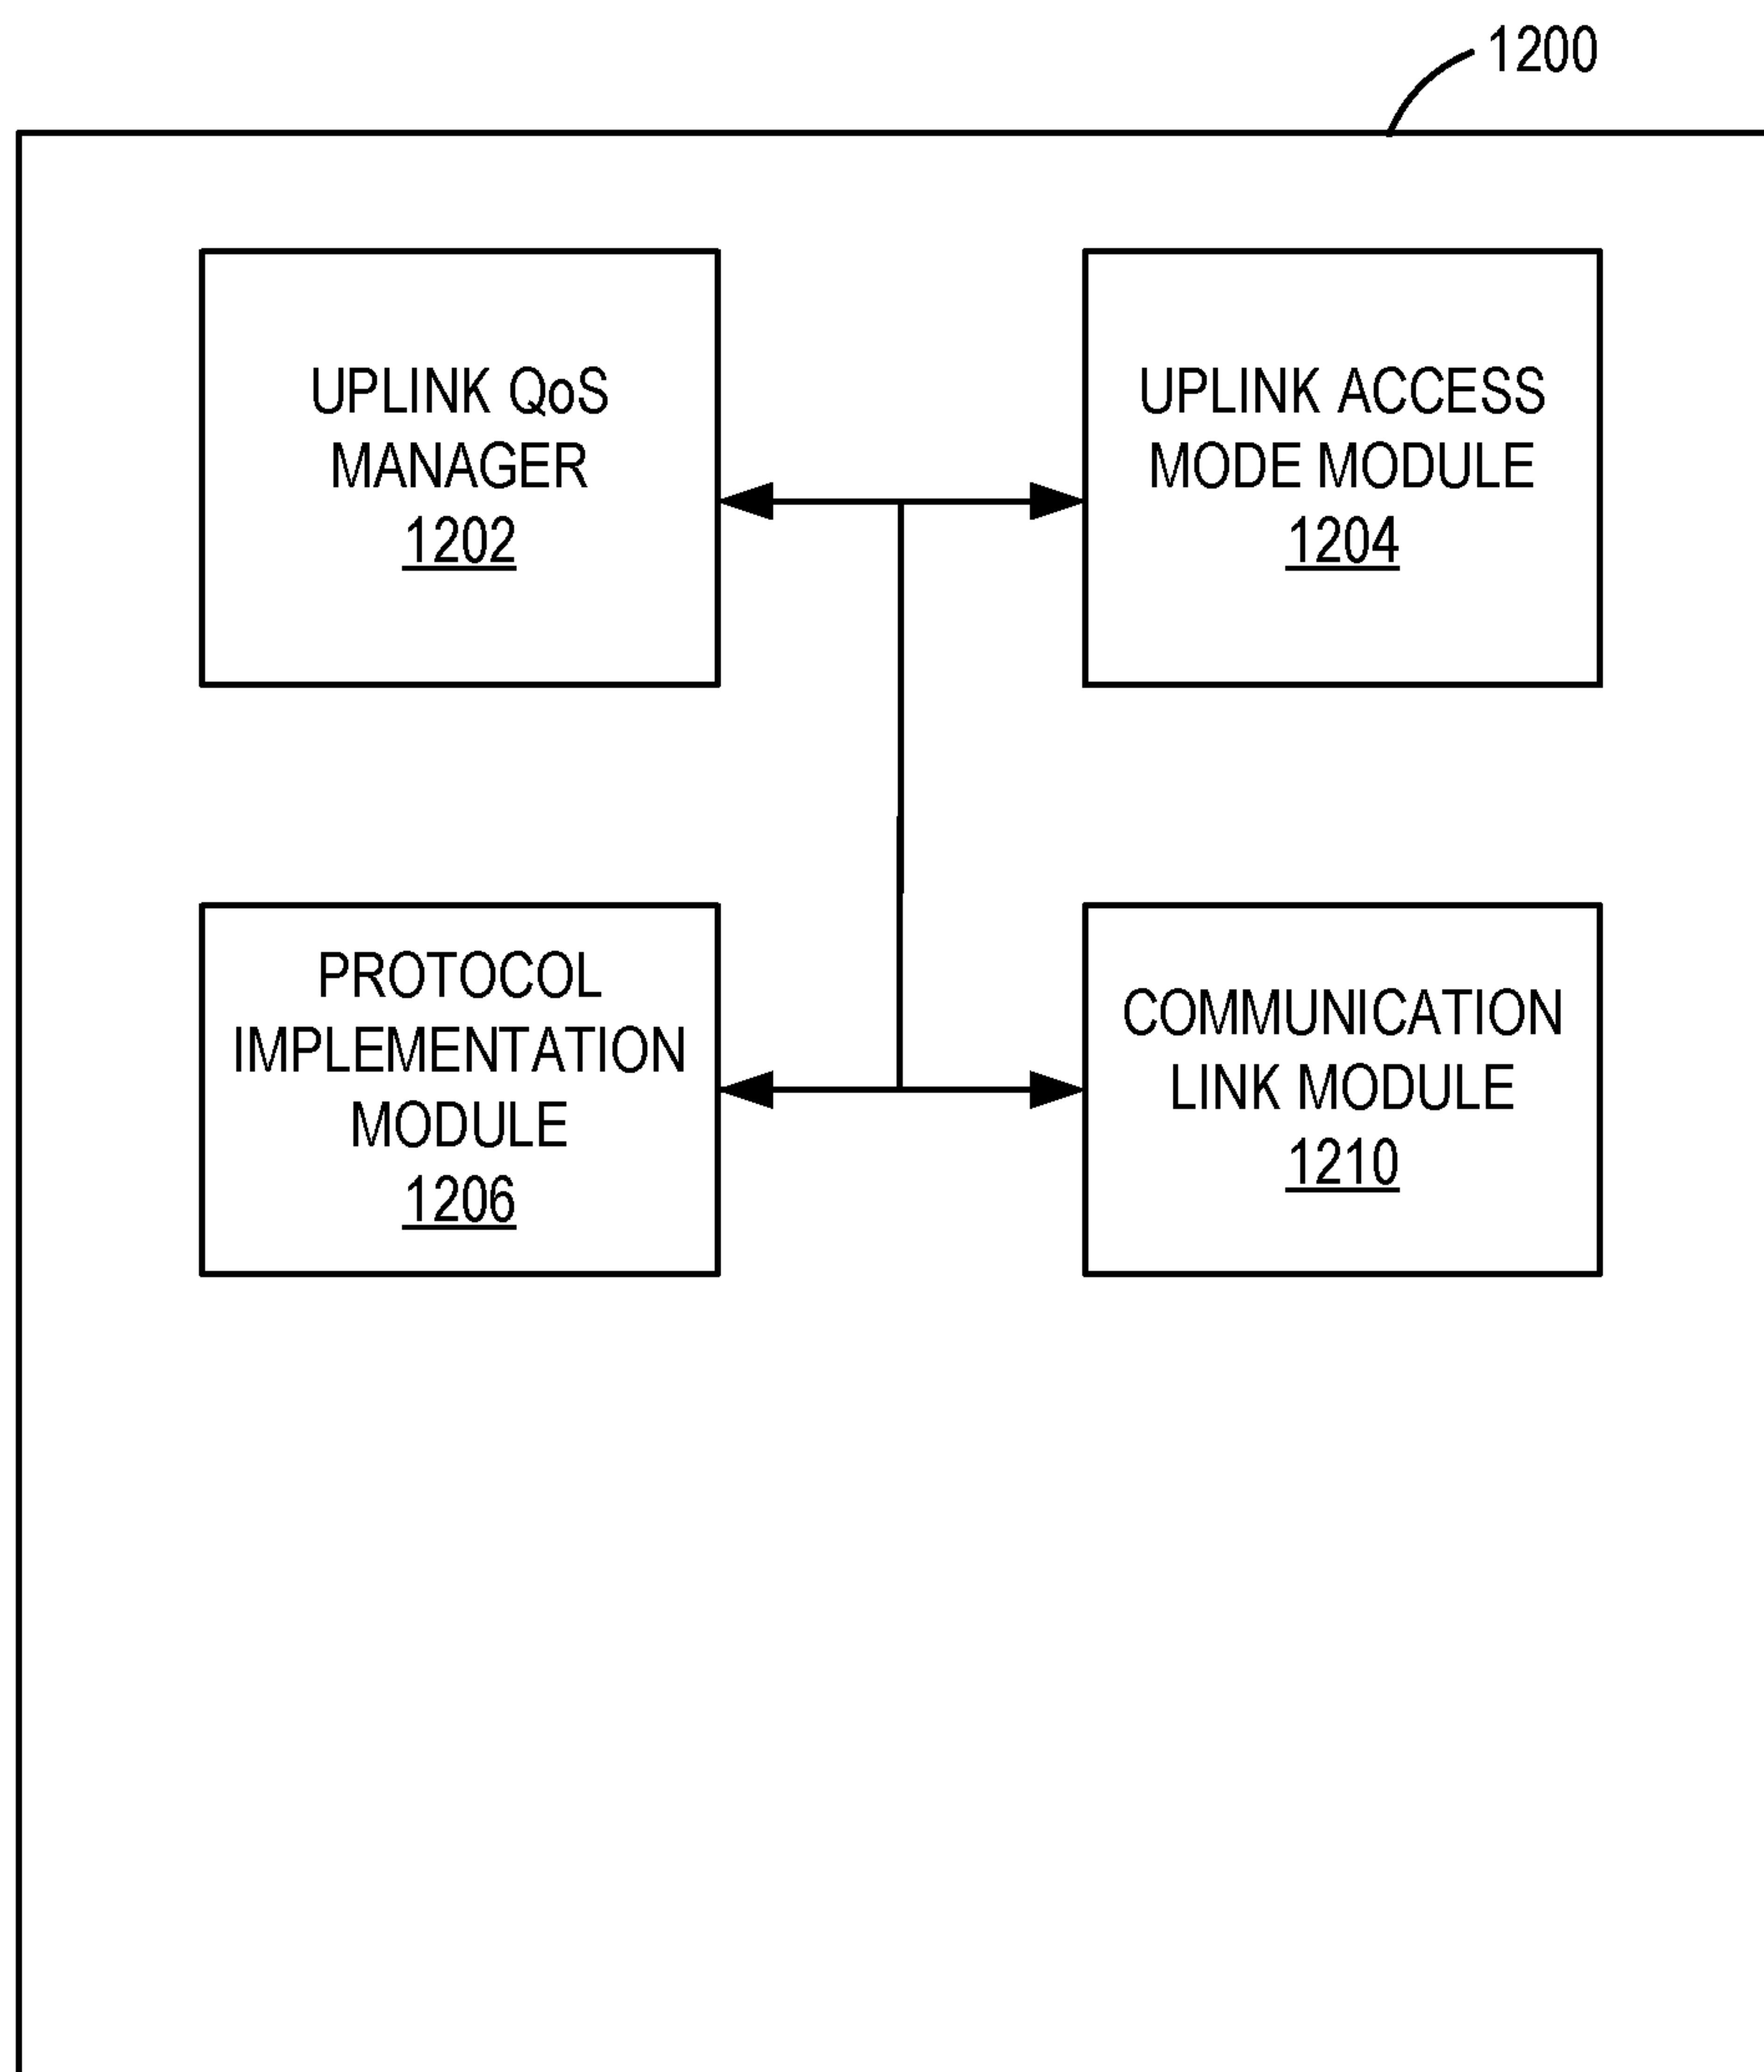 1200
UPLINK QoS
MANAGER
1202
UPLINK ACCESS
MODE MODULE
1204
PROTOCOL
IMPLEMENTATION
MODULE
1206
COMMUNICATION
LINK MODULE
1210